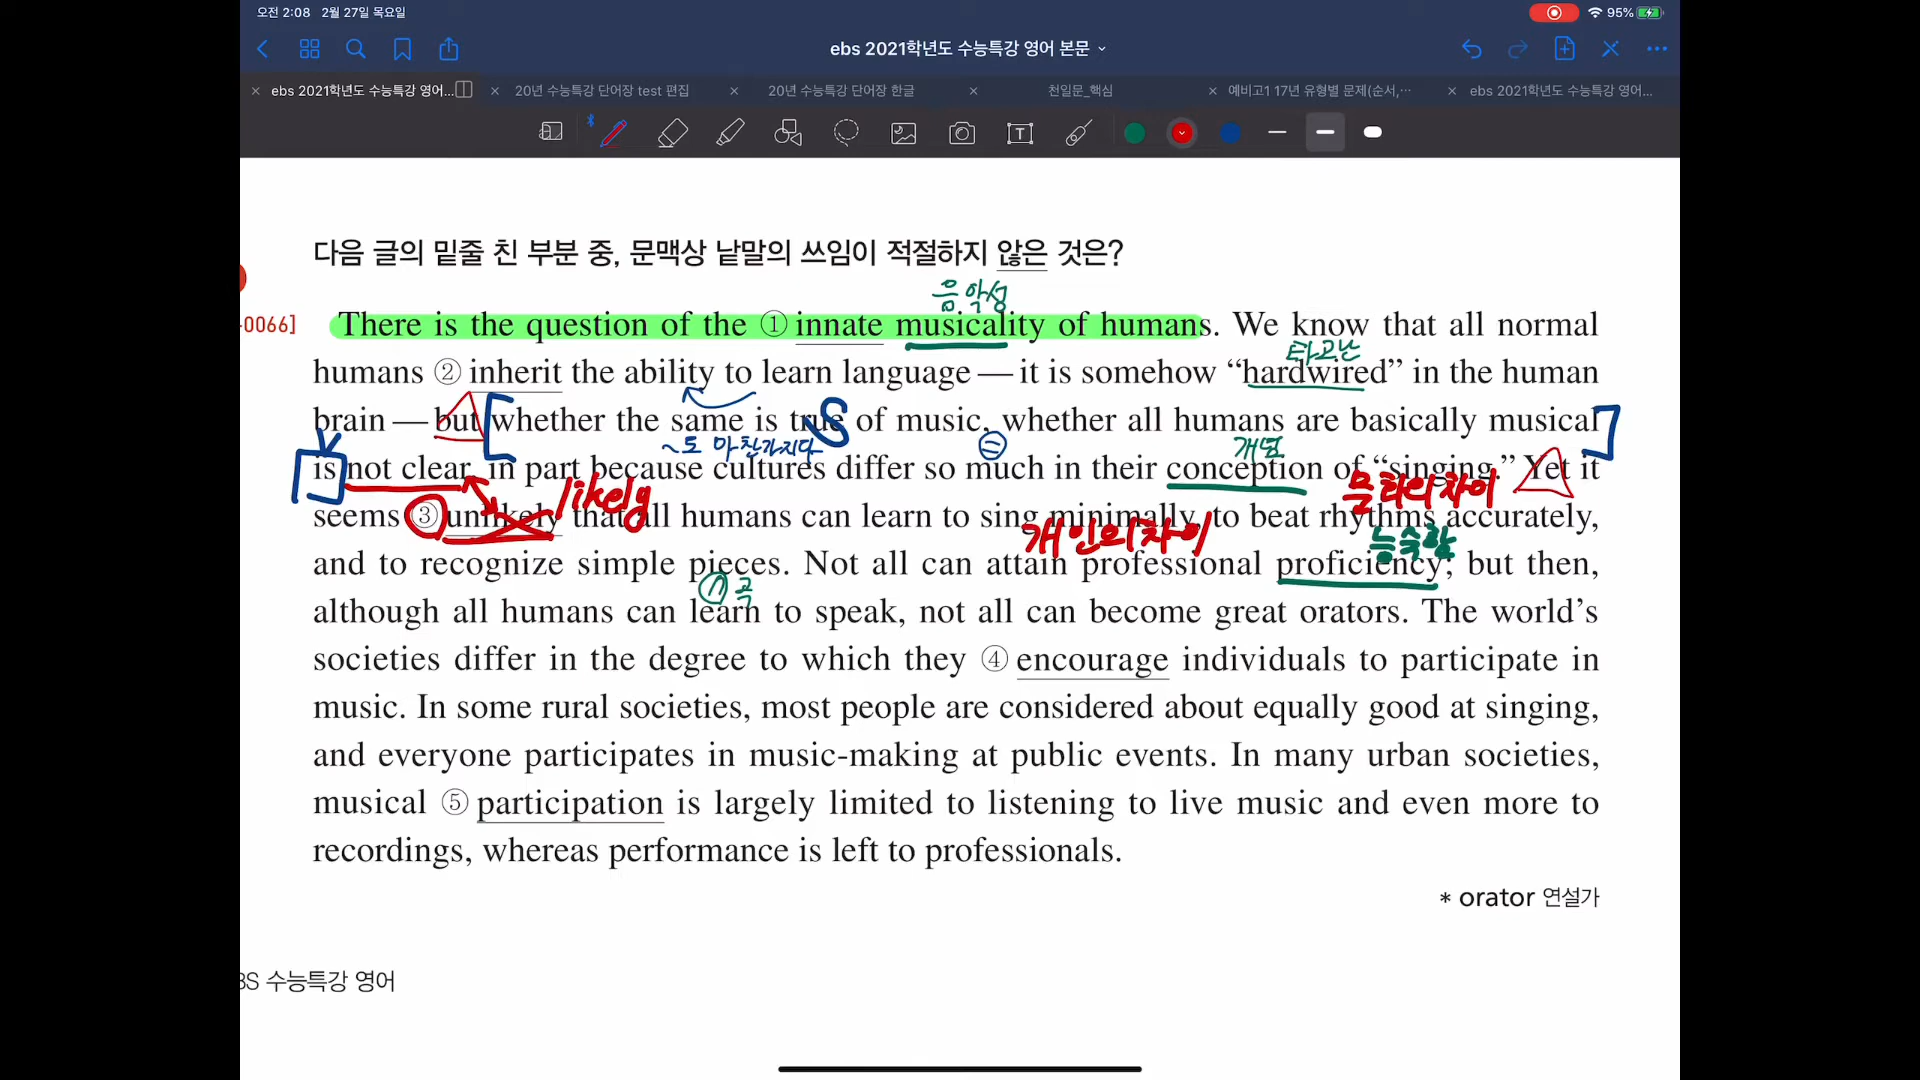 오전 2:08 2월 27일 목요일
95%
ebs 2021학년도 수능특강 영어 본문
ebs 2021학년도 수능특강 영어... 20년 수능특강 단어장 test 편집 20년 수능특강 단어장 한글 천일문_핵심 예비고1 17년 유형별 문제(순서,... ebs 2021학년도 수능특강 영어...
다음 글의 밑줄 친 부분 중, 문맥상 낱말의 쓰임이 적절하지 않은 것은?
음악성
-0066] There is the question of the ① innate musicality of humans. We know that all normal
타고난
humans ② inherit the ability to learn language — it is somehow “hardwired” in the human
brain — but whether the same is true of music, whether all humans are basically musical
S
V ~도 마찬가지다 = 개념
is not clear, in part because cultures differ so much in their conception of “singing.” Yet it
likely 문화의 차이
seems ③ unlikely that all humans can learn to sing minimally, to beat rhythms accurately,
개인의 차이 능숙함
and to recognize simple pieces. Not all can attain professional proficiency; but then,
곡
although all humans can learn to speak, not all can become great orators. The world’s
societies differ in the degree to which they ④ encourage individuals to participate in
music. In some rural societies, most people are considered about equally good at singing,
and everyone participates in music-making at public events. In many urban societies,
musical ⑤ participation is largely limited to listening to live music and even more to
recordings, whereas performance is left to professionals.
* orator 연설가
BS 수능특강 영어